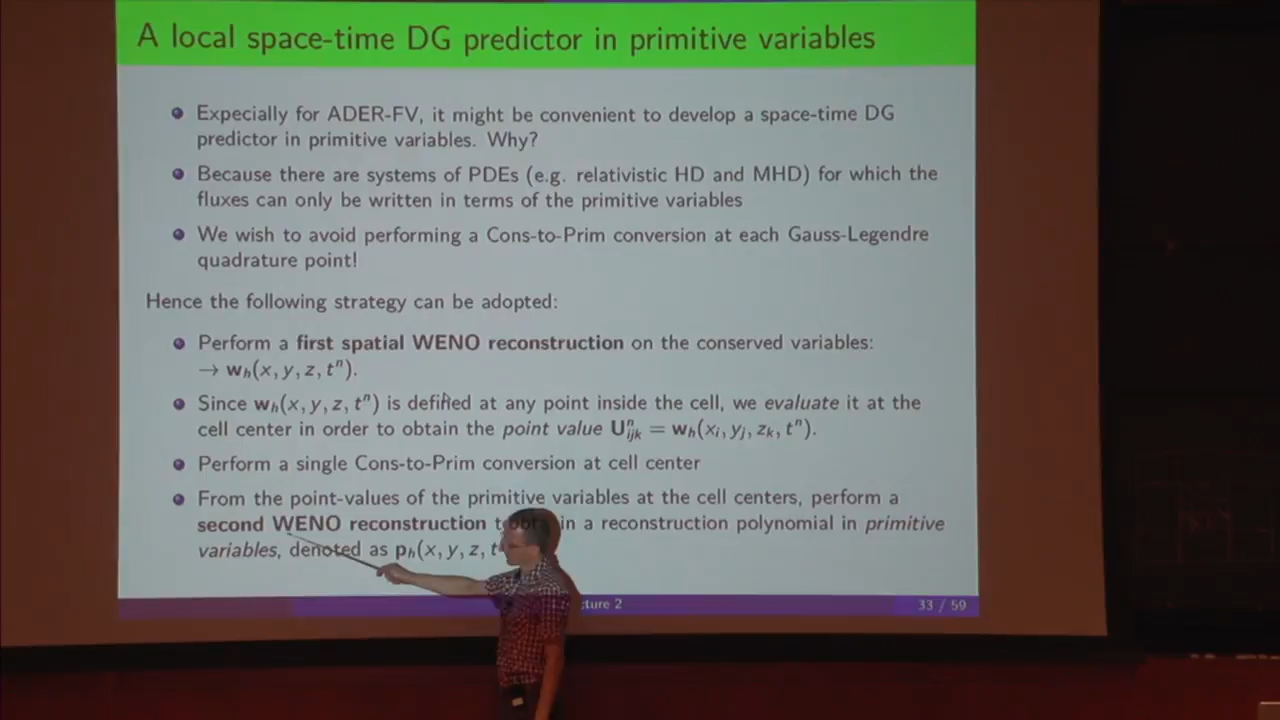 A local space-time DG predictor in primitive variables
Expecially for ADER-FV, it might be convenient to develop a space-time DG
predictor in primitive variables. Why?
Because there are systems of PDEs (e.g. relativistic HD and MHD) for which the
fluxes can only be written in terms of the primitive variables
We wish to avoid performing a Cons-to-Prim conversion at each Gauss-Legendre
quadrature point!
Hence the following strategy can be adopted:
Perform a first spatial WENO reconstruction on the conserved variables:
→ w_h(x, y, z, t^n).
Since w_h(x, y, z, t^n) is defined at any point inside the cell, we evaluate it at the
cell center in order to obtain the point value U^n_ijk = w_h(x_i, y_j, z_k, t^n).
Perform a single Cons-to-Prim conversion at cell center
From the point-values of the primitive variables at the cell centers, perform a
second WENO reconstruction in a reconstruction polynomial in primitive
variables, denoted as p_h(x, y, z, t
2
33 / 59